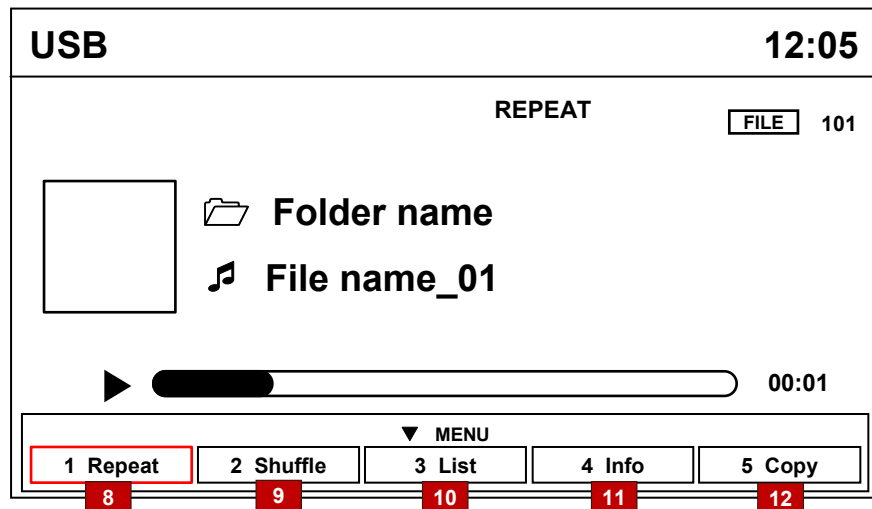 USB 12:05
REPEAT
FILE 101
Folder name
File name_01
00:01
MENU
1 Repeat 2 Shuffle 3 List 4 Info 5 Copy
8 9 10 11 12